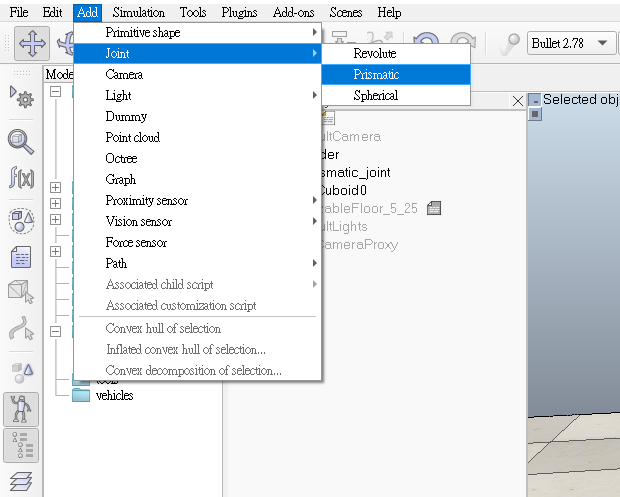 File Edit Add Simulation Tools Plugins Add-ons Scenes Help
Bullet 2.78
Primitive shape
Joint
Camera
Light
Dummy
Point cloud
Octree
Graph
Proximity sensor
Vision sensor
Force sensor
Path
Associated child script
Associated customization script
Convex hull of selection
Inflated convex hull of selection...
Convex decomposition of selection...
Revolute
Prismatic
Spherical
Selected obj
ultCamera
der
smatic_joint
Cuboid0
zableFloor_5_25
ultLights
CameraProxy
f(x)
vehicles